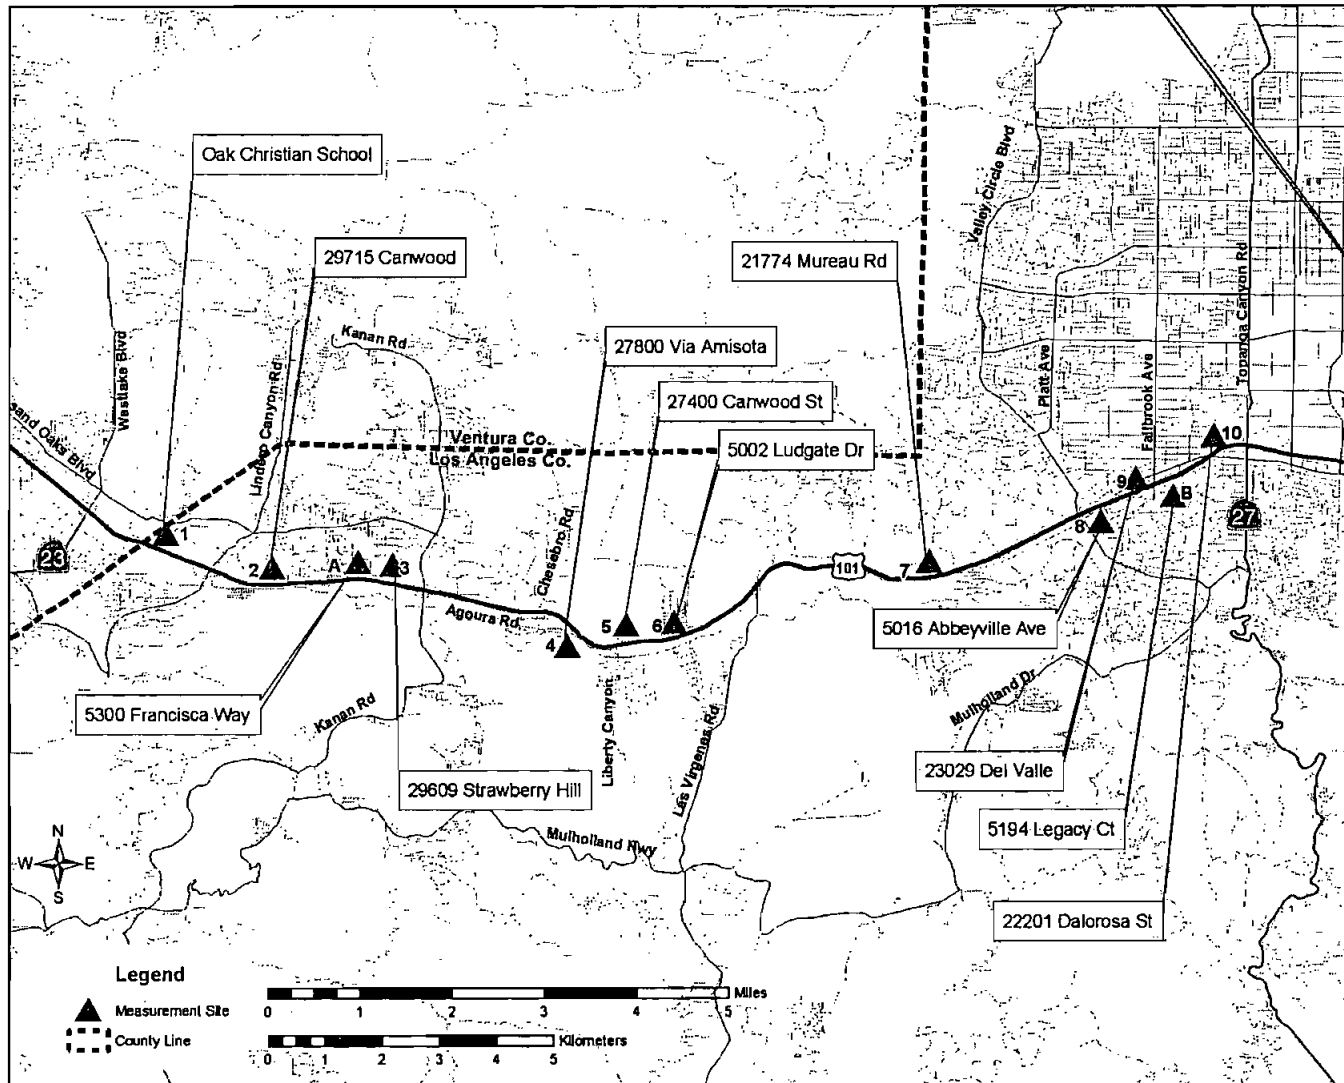 Oak Christian School
29715 Canwood
21774 Mureau Rd
Valley Circle Blvd
Topanga Canyon Rd
Westlake Blvd
Kanan Rd
27800 Via Amisota
Platt Ave
Fallbrook Ave
Lindero Canyon Rd
27400 Canwood St
sand Oaks Blvd
Ventura Co.
Los Angeles Co.
5002 Ludgate Dr
10
9
B
8
27
1
23
2
A
3
Chesebro Rd
101
7
Agoura Rd
5
6
4
5016 Abbeyville Ave
5300 Francisca Way
Kanan Rd
Liberty Canyon
Las Virgenes Rd
Mulholland Dr
23029 Del Valle
29609 Strawberry Hill
5194 Legacy Ct
Mulholland Hwy
N
W E
S
22201 Dalorosa St
Legend
Measurement Site
County Line
0 1 2 3 4 5 Miles
0 1 2 3 4 5 Kilometers